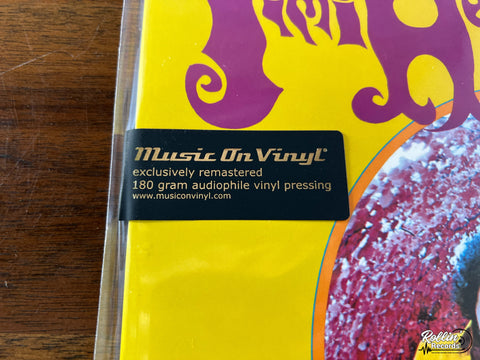 Music On Vinyl
exclusively remastered
180 gram audiophile vinyl pressing
www.musiconvinyl.com
Rollin'
Records